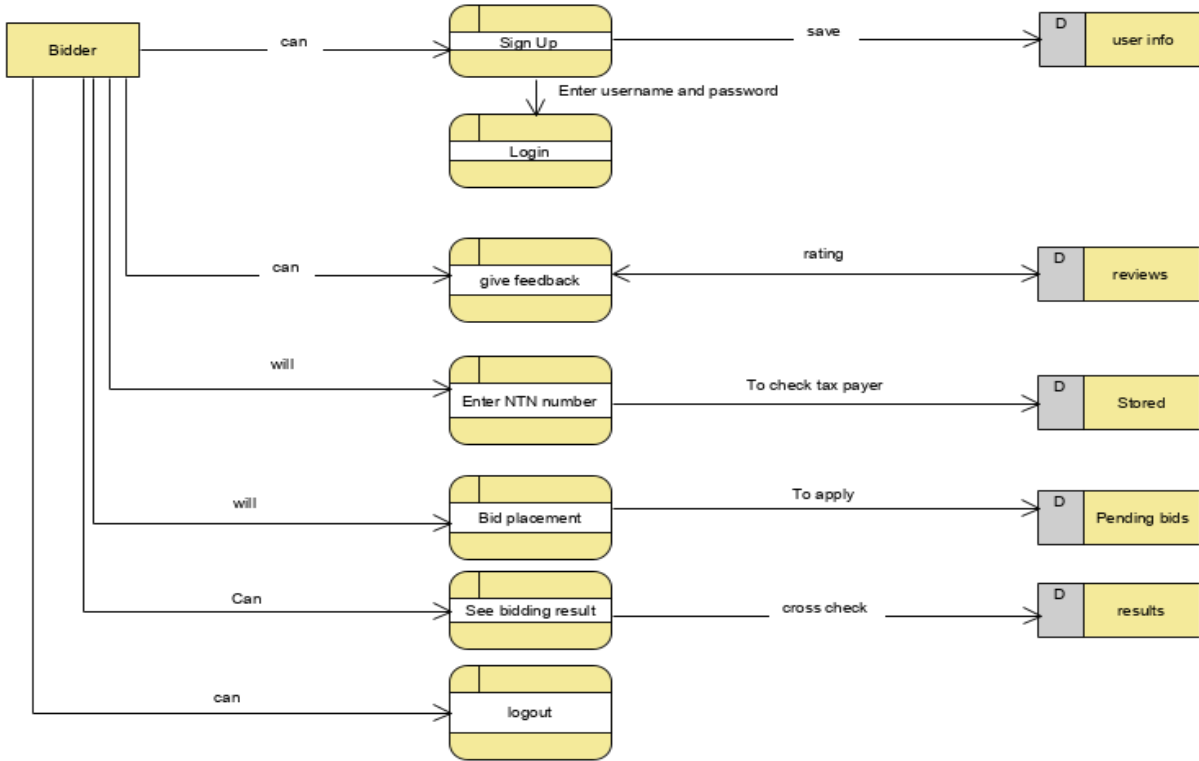 Bidder
can
Sign Up
save
D
user info
Enter username and password
Login
can
give feedback
rating
D
reviews
will
Enter NTN number
To check tax payer
D
Stored
will
Bid placement
To apply
D
Pending bids
Can
See bidding result
cross check
D
results
can
logout